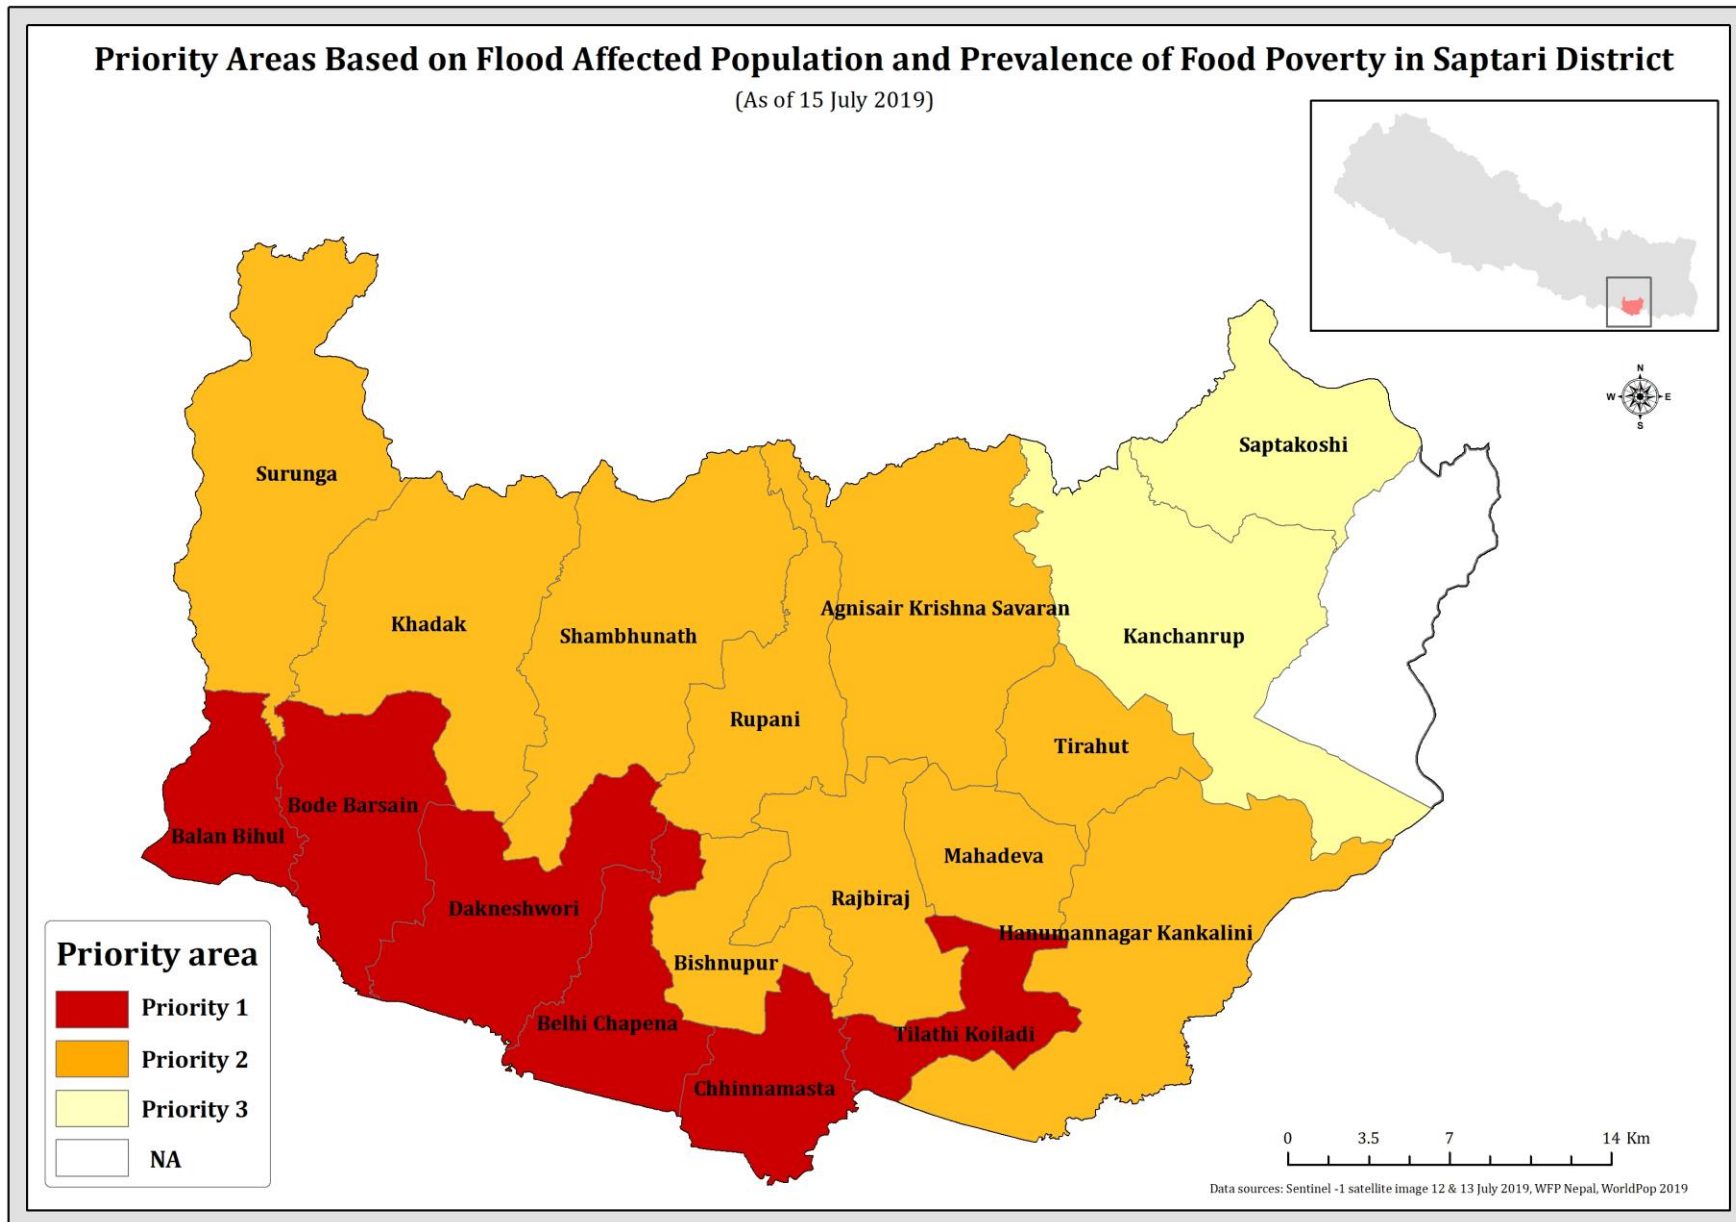 Priority Areas Based on Flood Affected Population and Prevalence of Food Poverty in Saptari District
(As of 15 July 2019)
N
W E
S
Saptakoshi
Surunga
Agnisair Krishna Savaran
Khadak
Shambhunath
Kanchanrup
Rupani
Tirahut
Bode Barsain
Balan Bihul
Mahadeva
Rajbiraj
Dakneshwori
Hanumannagar Kankalini
Bishnupur
Belhi Chapena
Tilathi Koiladi
Chhinnamasta
Priority area
Priority 1
Priority 2
Priority 3
NA
0 3.5 7 14 Km
Data sources: Sentinel -1 satellite image 12 & 13 July 2019, WFP Nepal, WorldPop 2019